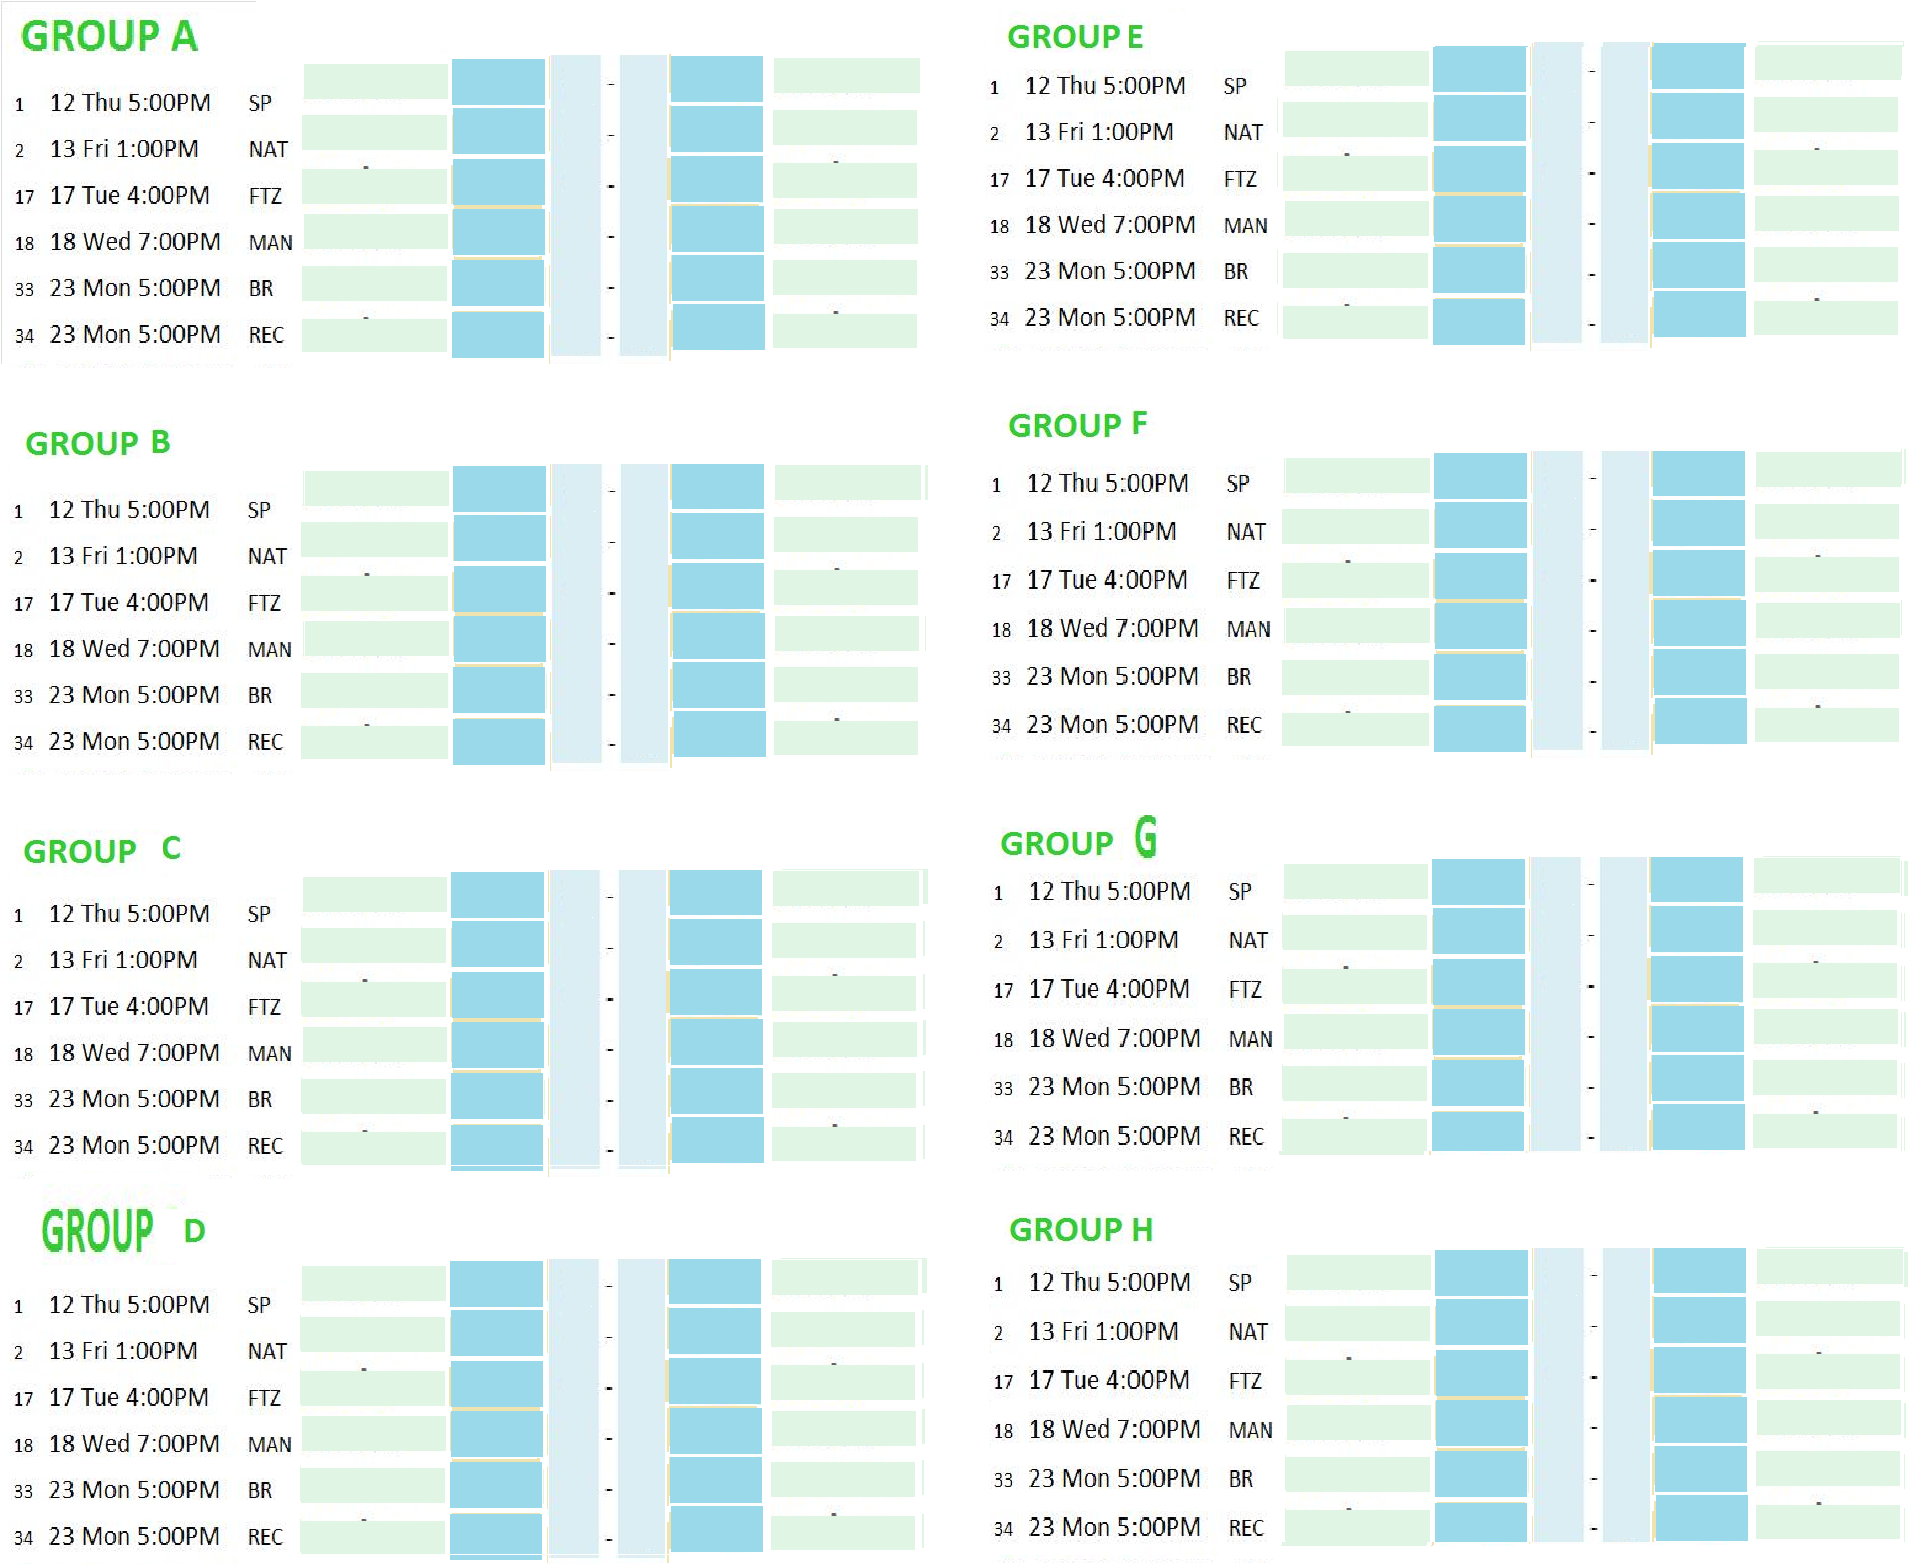 GROUP A
1 12 Thu 5:00PM SP -
2 13 Fri 1:00PM NAT -
17 17 Tue 4:00PM FTZ -
18 18 Wed 7:00PM MAN -
33 23 Mon 5:00PM BR -
34 23 Mon 5:00PM REC -
GROUP B
1 12 Thu 5:00PM SP -
2 13 Fri 1:00PM NAT -
17 17 Tue 4:00PM FTZ -
18 18 Wed 7:00PM MAN -
33 23 Mon 5:00PM BR -
34 23 Mon 5:00PM REC -
GROUP C
1 12 Thu 5:00PM SP -
2 13 Fri 1:00PM NAT -
17 17 Tue 4:00PM FTZ -
18 18 Wed 7:00PM MAN -
33 23 Mon 5:00PM BR -
34 23 Mon 5:00PM REC -
GROUP D
1 12 Thu 5:00PM SP -
2 13 Fri 1:00PM NAT -
17 17 Tue 4:00PM FTZ -
18 18 Wed 7:00PM MAN -
33 23 Mon 5:00PM BR -
34 23 Mon 5:00PM REC -
GROUP E
1 12 Thu 5:00PM SP -
2 13 Fri 1:00PM NAT -
17 17 Tue 4:00PM FTZ -
18 18 Wed 7:00PM MAN -
33 23 Mon 5:00PM BR -
34 23 Mon 5:00PM REC -
GROUP F
1 12 Thu 5:00PM SP -
2 13 Fri 1:00PM NAT -
17 17 Tue 4:00PM FTZ -
18 18 Wed 7:00PM MAN -
33 23 Mon 5:00PM BR -
34 23 Mon 5:00PM REC -
GROUP G
1 12 Thu 5:00PM SP -
2 13 Fri 1:00PM NAT -
17 17 Tue 4:00PM FTZ -
18 18 Wed 7:00PM MAN -
33 23 Mon 5:00PM BR -
34 23 Mon 5:00PM REC -
GROUP H
1 12 Thu 5:00PM SP -
2 13 Fri 1:00PM NAT -
17 17 Tue 4:00PM FTZ -
18 18 Wed 7:00PM MAN -
33 23 Mon 5:00PM BR -
34 23 Mon 5:00PM REC -